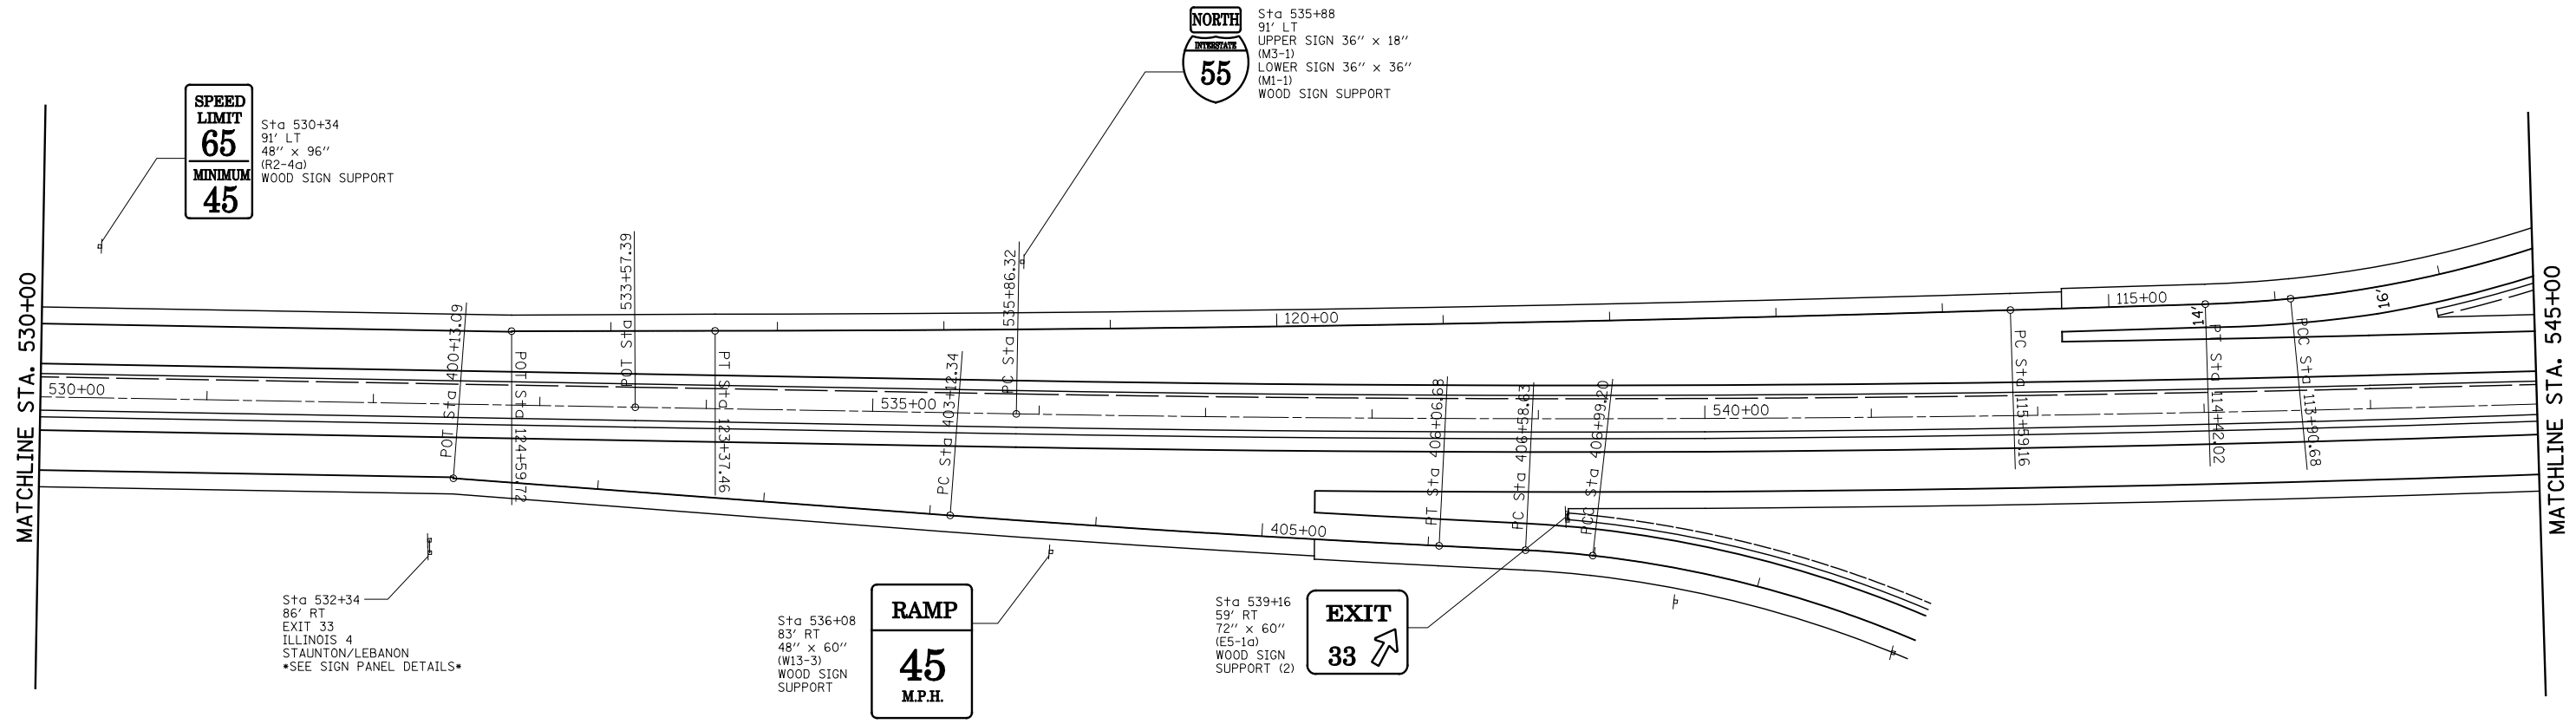 NORTH
INTERSTATE
55
Sta 535+88
91' LT
UPPER SIGN 36'' x 18''
(M3-1)
LOWER SIGN 36'' x 36''
(M1-1)
WOOD SIGN SUPPORT
SPEED
LIMIT
65
MINIMUM
45
Sta 530+34
91' LT
48'' x 96''
(R2-4a)
WOOD SIGN SUPPORT
MATCHLINE STA. 530+00
530+00
POT Sta 400+13.09
POT Sta 124+59.72
POT Sta 533+57.39
PT Sta 123+37.46
535+00
PC Sta 403+12.34
PC Sta 535+86.32
120+00
405+00
PT Sta 406+06.68
PC Sta 406+58.63
PCC Sta 406+99.20
540+00
PC Sta 115+59.16
115+00
14'
PT Sta 114+42.02
PCC Sta 113+90.68
16'
MATCHLINE STA. 545+00
Sta 532+34
86' RT
EXIT 33
ILLINOIS 4
STAUNTON/LEBANON
*SEE SIGN PANEL DETAILS*
Sta 536+08
83' RT
48'' x 60''
(W13-3)
WOOD SIGN
SUPPORT
RAMP
45
M.P.H.
Sta 539+16
59' RT
72'' x 60''
(E5-1a)
WOOD SIGN
SUPPORT (2)
EXIT
33